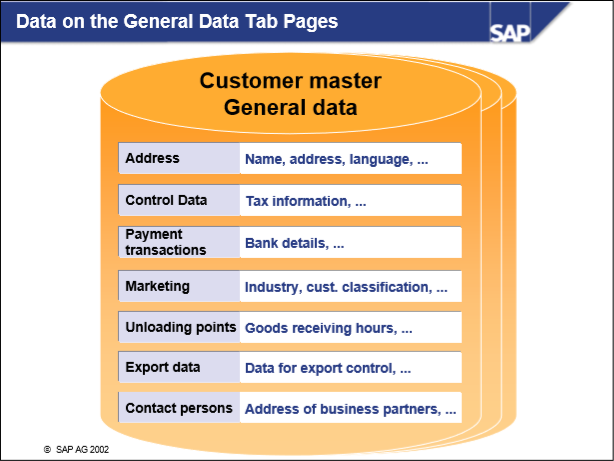 Data on the General Data Tab Pages
SAP
Customer master
General data
Address Name, address, language, ...
Control Data Tax information, ...
Payment
transactions Bank details, ...
Marketing Industry, cust. classification, ...
Unloading points Goods receiving hours, ...
Export data Data for export control, ...
Contact persons Address of business partners, ...
© SAP AG 2002